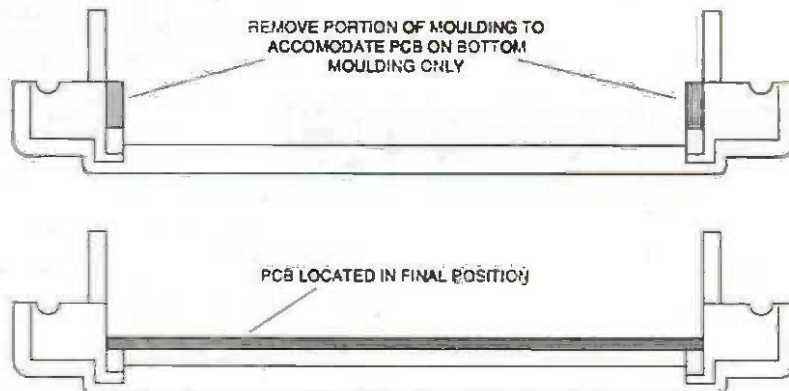 REMOVE PORTION OF MOULDING TO
ACCOMODATE PCB ON BOTTOM
MOULDING ONLY
PCB LOCATED IN FINAL POSITION